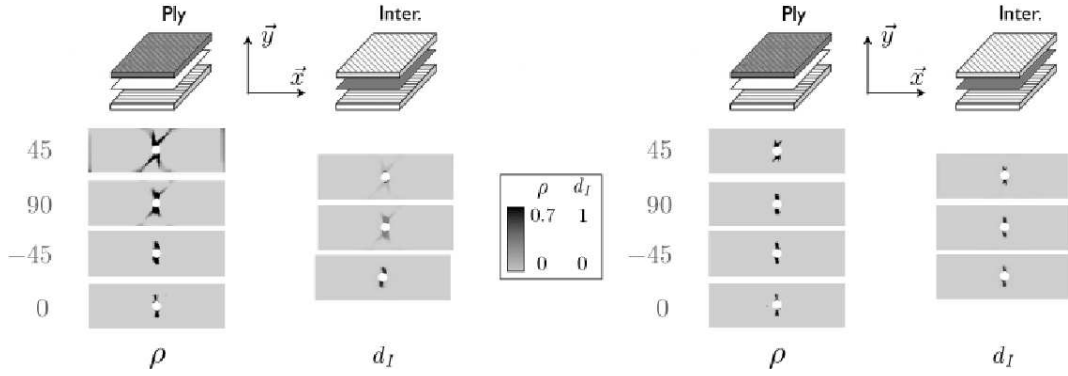 Ply Inter. Ply Inter.
y⃗ y⃗
x⃗ x⃗
45 45
90 ρ d_I 90
0.7 1
−45 −45
0 0
0 0
ρ d_I ρ d_I